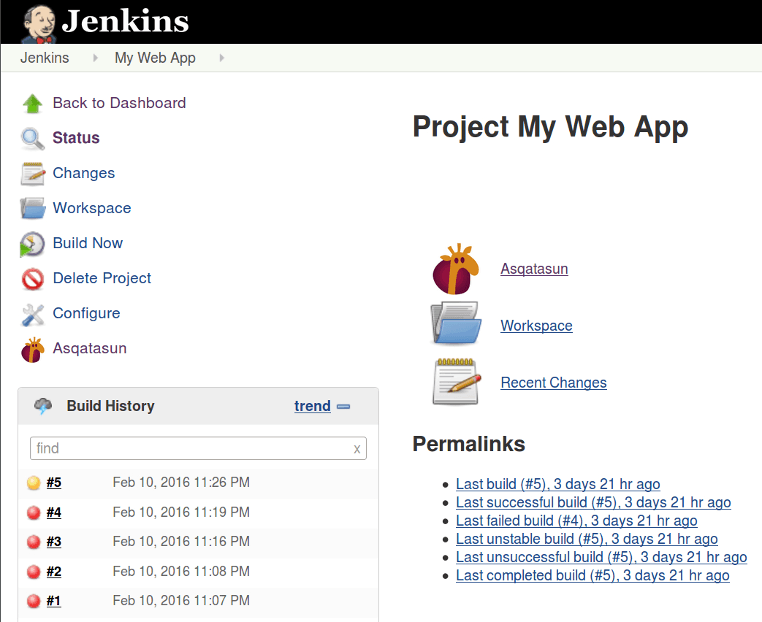 Jenkins
Jenkins My Web App
Back to Dashboard
Status
Changes
Workspace
Build Now
Delete Project
Configure
Asqatasun
Build History trend
find x
#5 Feb 10, 2016 11:26 PM
#4 Feb 10, 2016 11:19 PM
#3 Feb 10, 2016 11:16 PM
#2 Feb 10, 2016 11:08 PM
#1 Feb 10, 2016 11:07 PM
Project My Web App
Asqatasun
Workspace
Recent Changes
Permalinks
Last build (#5), 3 days 21 hr ago
Last successful build (#5), 3 days 21 hr ago
Last failed build (#4), 3 days 21 hr ago
Last unstable build (#5), 3 days 21 hr ago
Last unsuccessful build (#5), 3 days 21 hr ago
Last completed build (#5), 3 days 21 hr ago